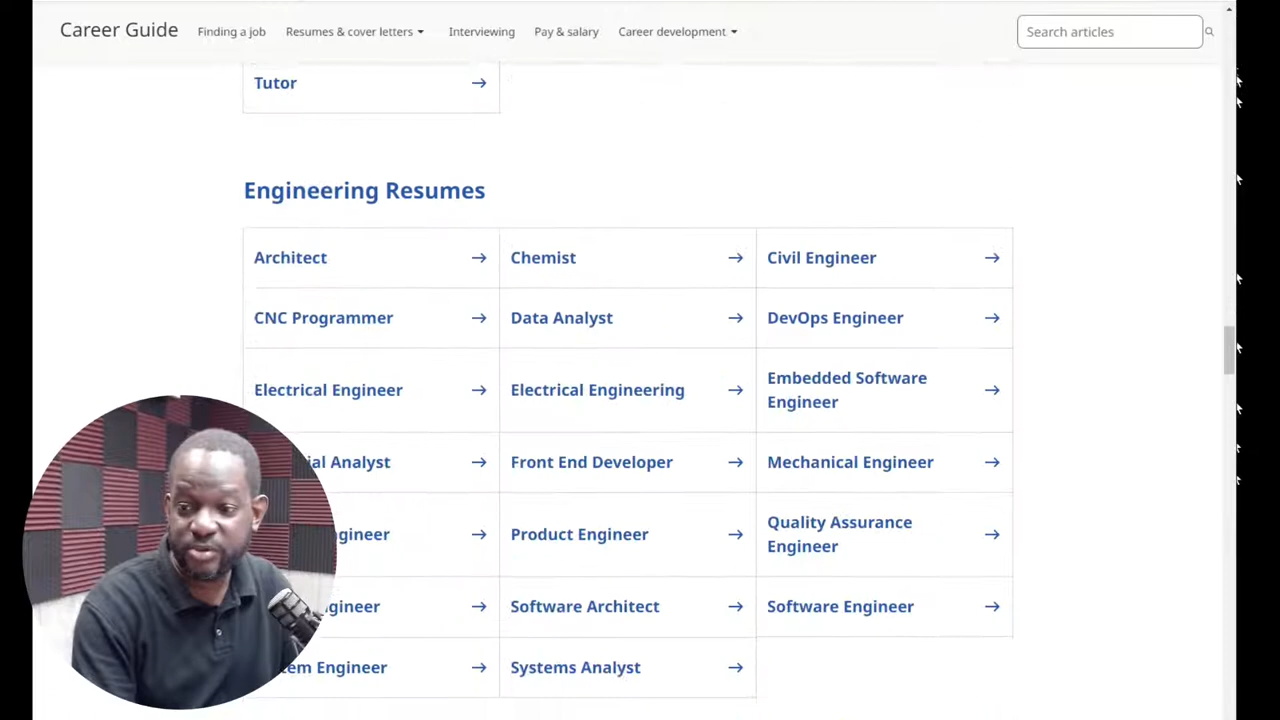 Career Guide
Finding a job
Resumes & cover letters
Interviewing
Pay & salary
Career development
Search articles
Tutor
Engineering Resumes
Architect
Chemist
Civil Engineer
CNC Programmer
Data Analyst
DevOps Engineer
Electrical Engineer
Electrical Engineering
Embedded Software
Engineer
Analyst
Front End Developer
Mechanical Engineer
Product Engineer
Quality Assurance
Engineer
Software Architect
Software Engineer
Engineer
Systems Analyst